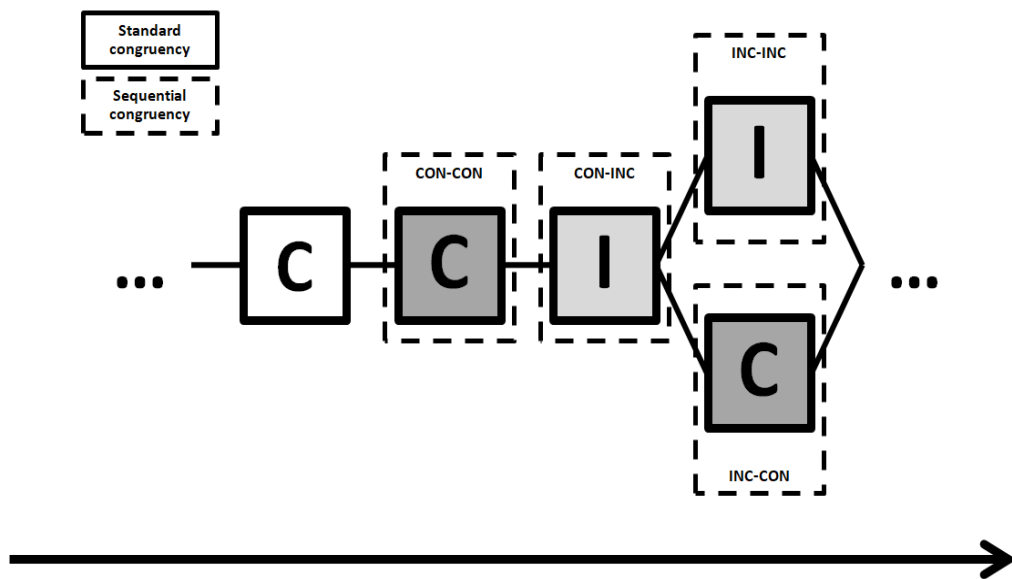 Standard
congruency
Sequential
congruency
INC-INC
I
CON-CON
CON-INC
... C C I ...
C
INC-CON